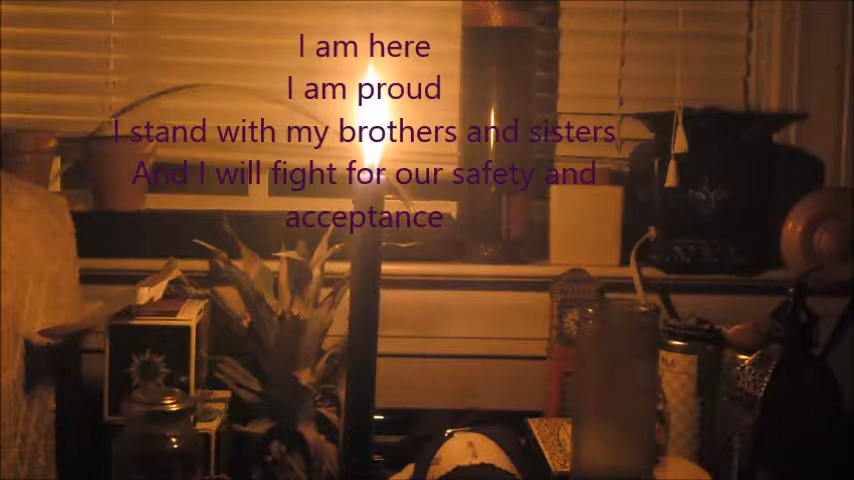 I am here
I am proud
I stand with my brothers and sisters
And I will fight for our safety and
acceptance